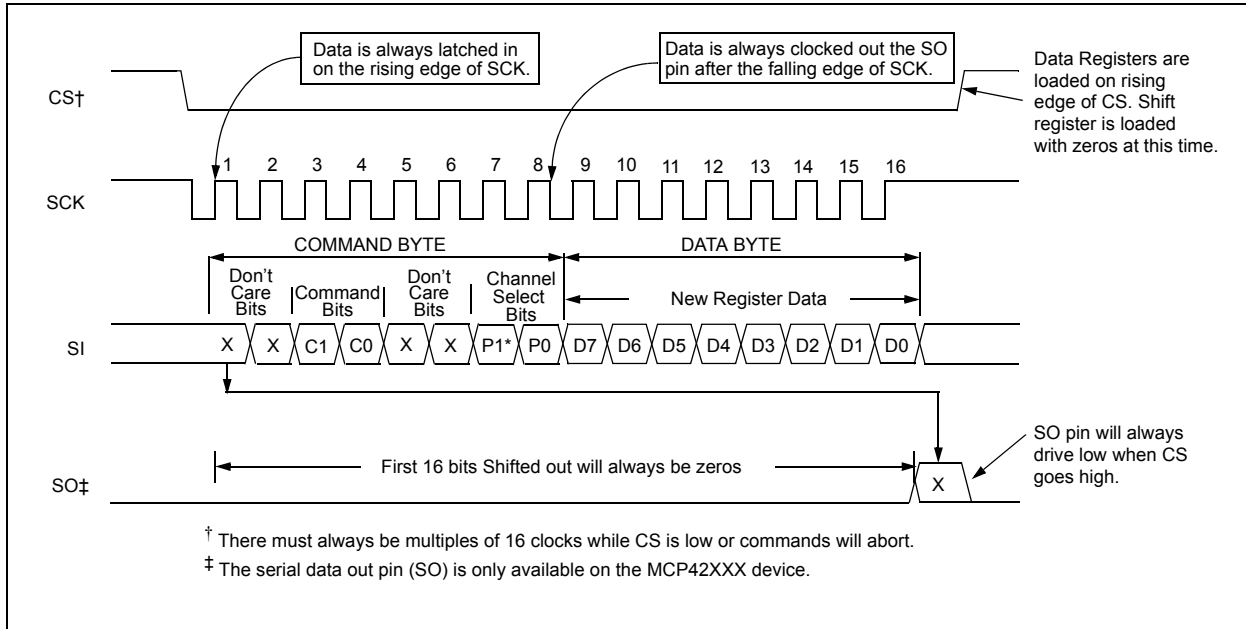 Data is always latched in
on the rising edge of SCK.
Data is always clocked out the SO
pin after the falling edge of SCK.
Data Registers are
loaded on rising
edge of CS. Shift
register is loaded
with zeros at this time.
CS†
1 2 3 4 5 6 7 8 9 10 11 12 13 14 15 16
SCK
COMMAND BYTE
DATA BYTE
Don't
Care
Bits
Command
Bits
Don't
Care
Bits
Channel
Select
Bits
New Register Data
SI
X X C1 C0 X X P1* P0 D7 D6 D5 D4 D3 D2 D1 D0
First 16 bits Shifted out will always be zeros
SO‡
X
SO pin will always
drive low when CS
goes high.
† There must always be multiples of 16 clocks while CS is low or commands will abort.
‡ The serial data out pin (SO) is only available on the MCP42XXX device.